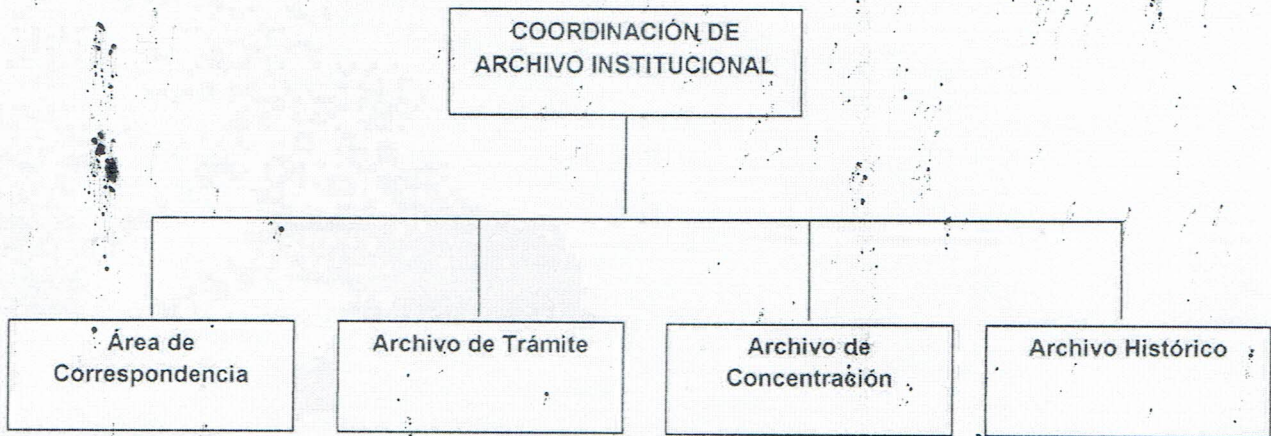 COORDINACIÓN DE
ARCHIVO INSTITUCIONAL
Área de
Correspondencia
Archivo de Trámite
Archivo de
Concentración
Archivo Histórico